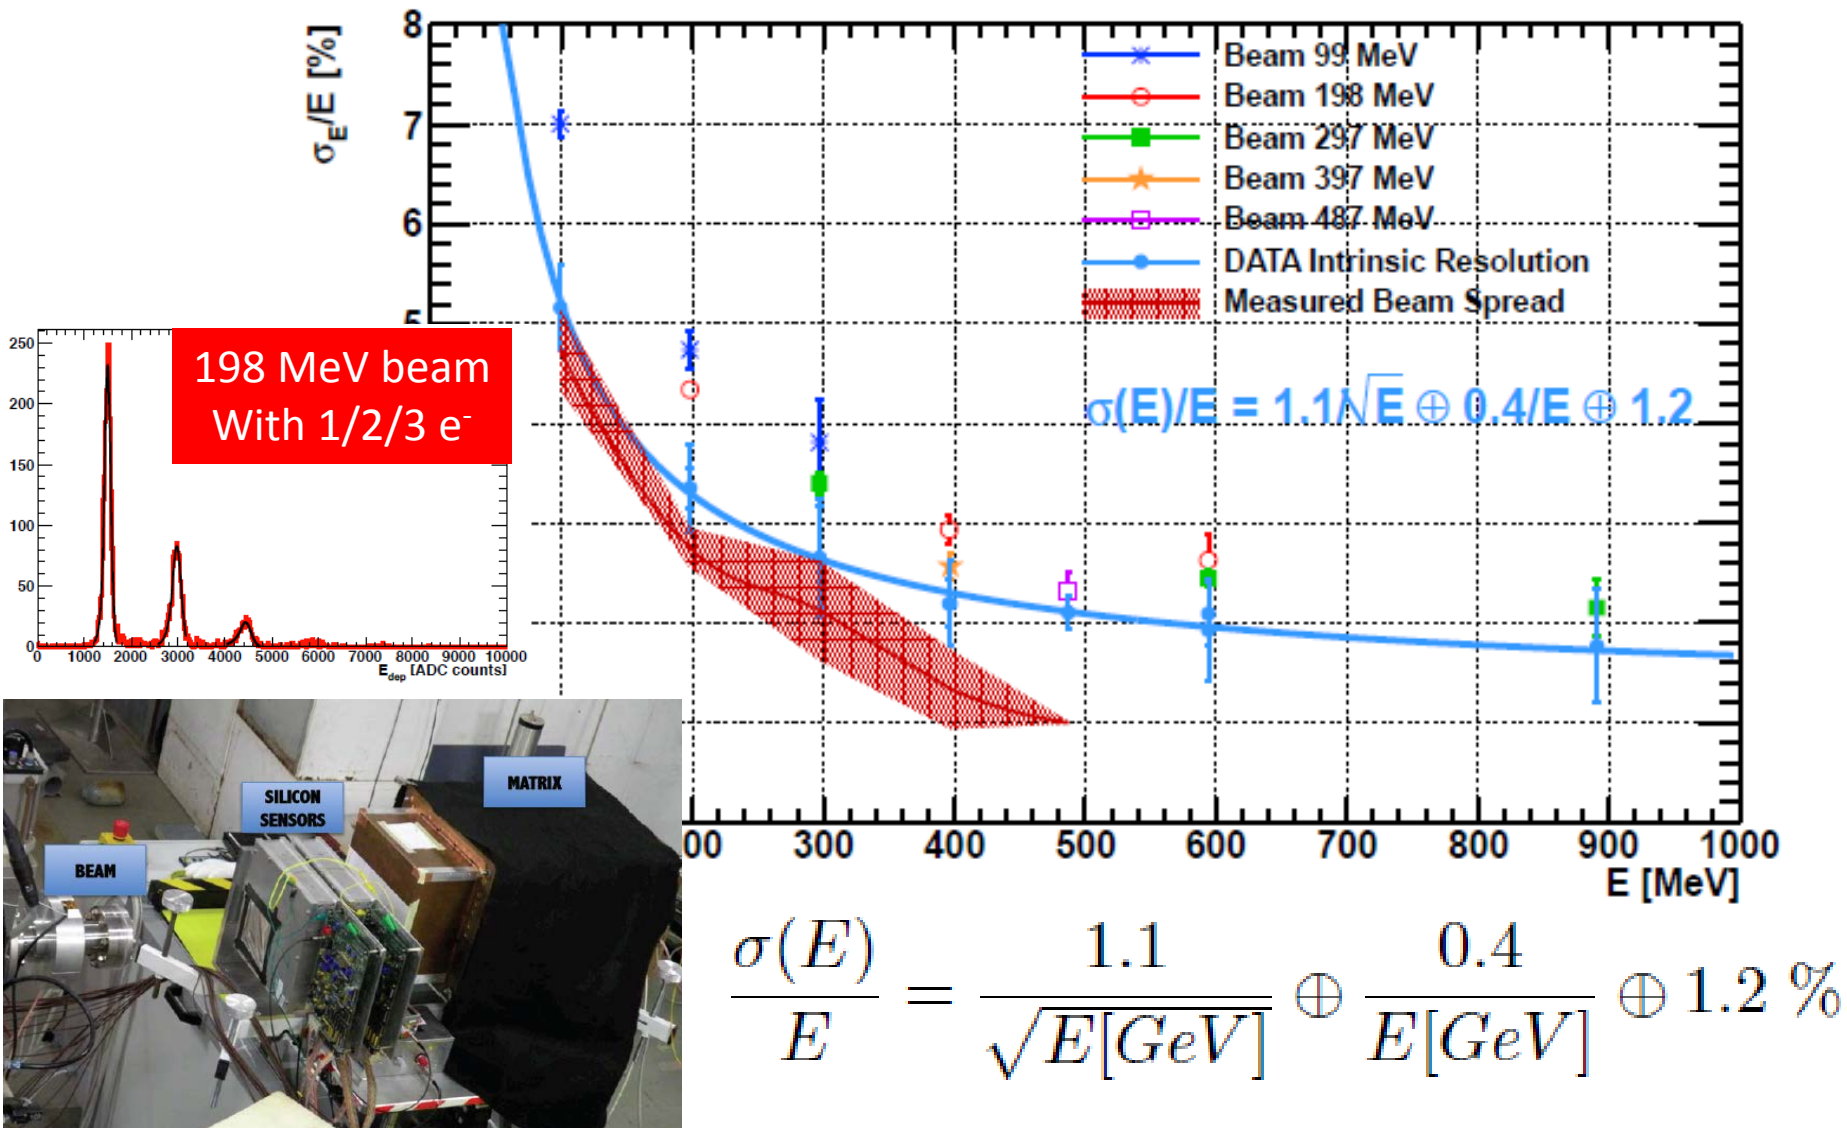 σ_E/E [%]
8
7
6
5
Beam 99 MeV
Beam 198 MeV
Beam 297 MeV
Beam 397 MeV
Beam 487 MeV
DATA Intrinsic Resolution
Measured Beam Spread
σ(E)/E = 1.1/√E ⊕ 0.4/E ⊕ 1.2
00 300 400 500 600 700 800 900 1000
E [MeV]
198 MeV beam
With 1/2/3 e⁻
250
200
150
100
50
0
0 1000 2000 3000 4000 5000 6000 7000 8000 9000 10000
E_dep [ADC counts]
BEAM
SILICON
SENSORS
MATRIX
σ(E)/E = 1.1/√E[GeV] ⊕ 0.4/E[GeV] ⊕ 1.2 %